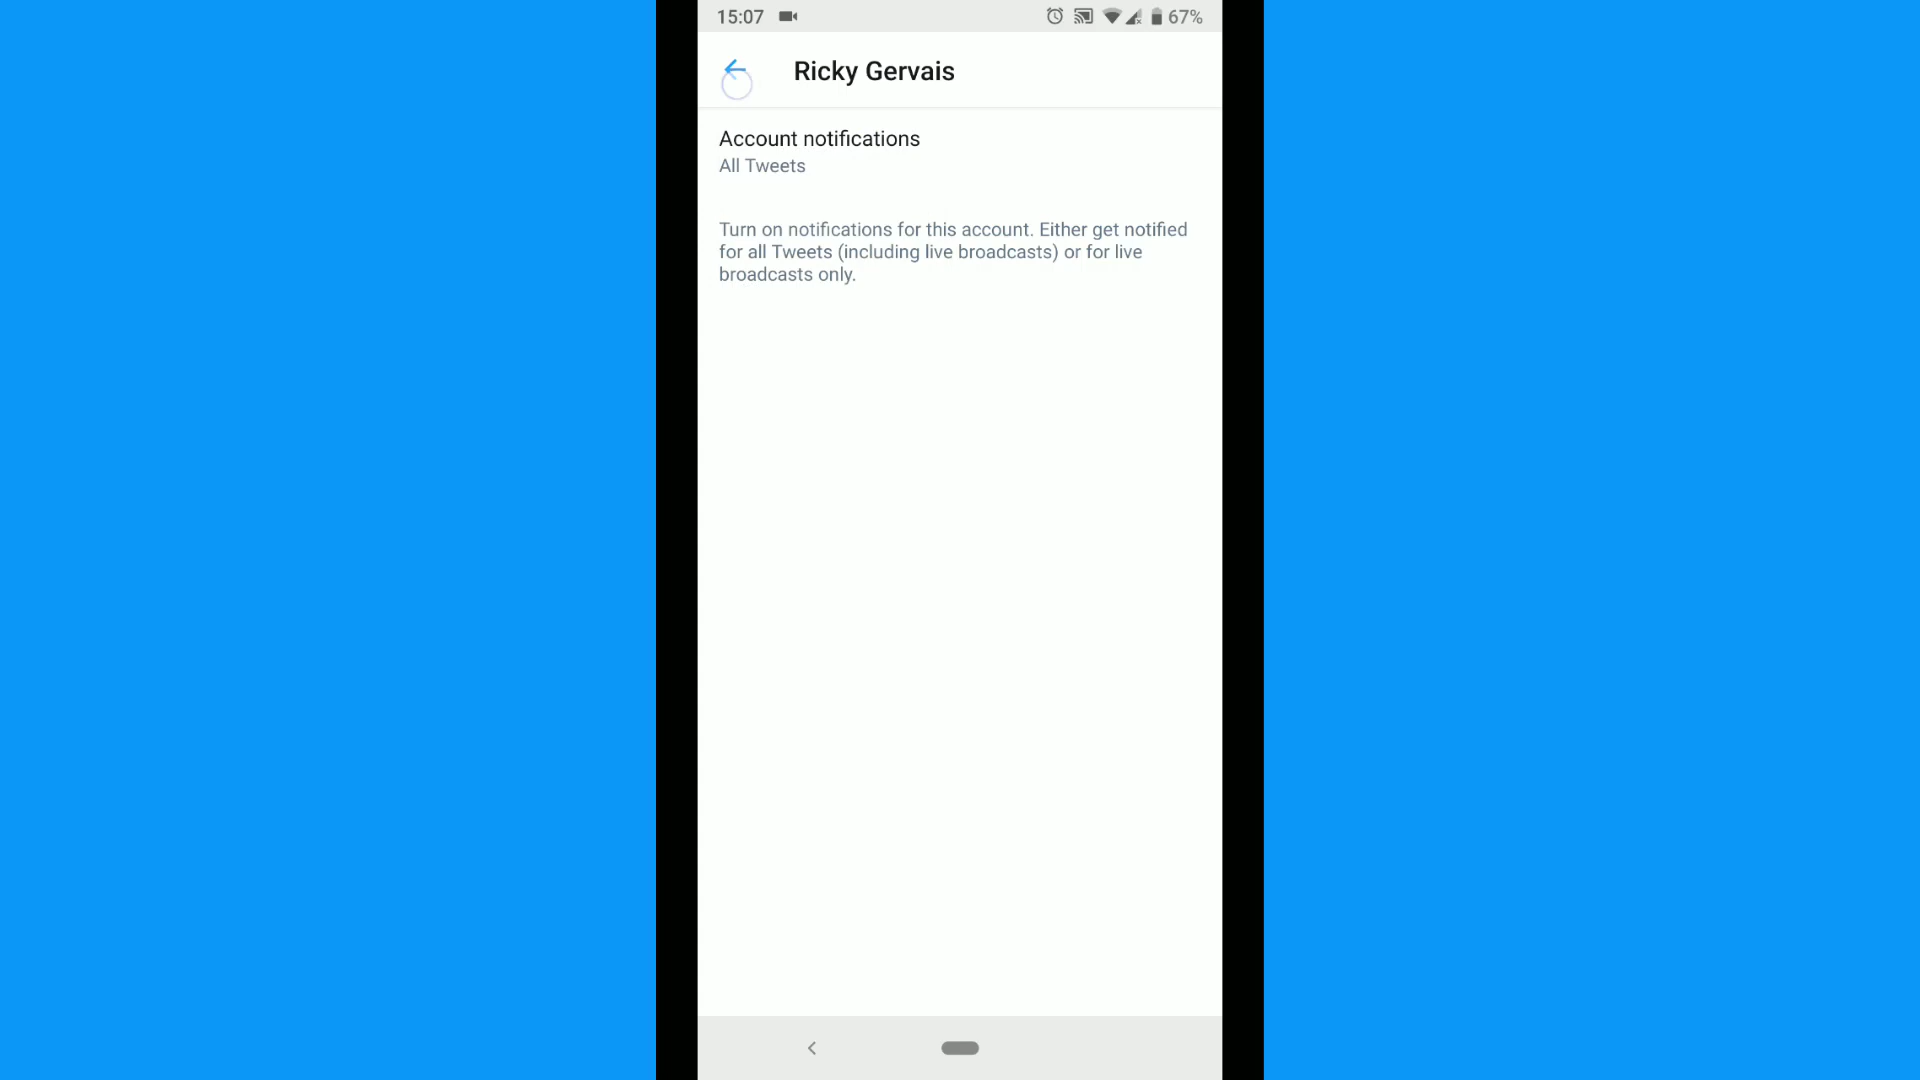 15:07 67%
Ricky Gervais
Account notifications
All Tweets
Turn on notifications for this account. Either get notified
for all Tweets (including live broadcasts) or for live
broadcasts only.